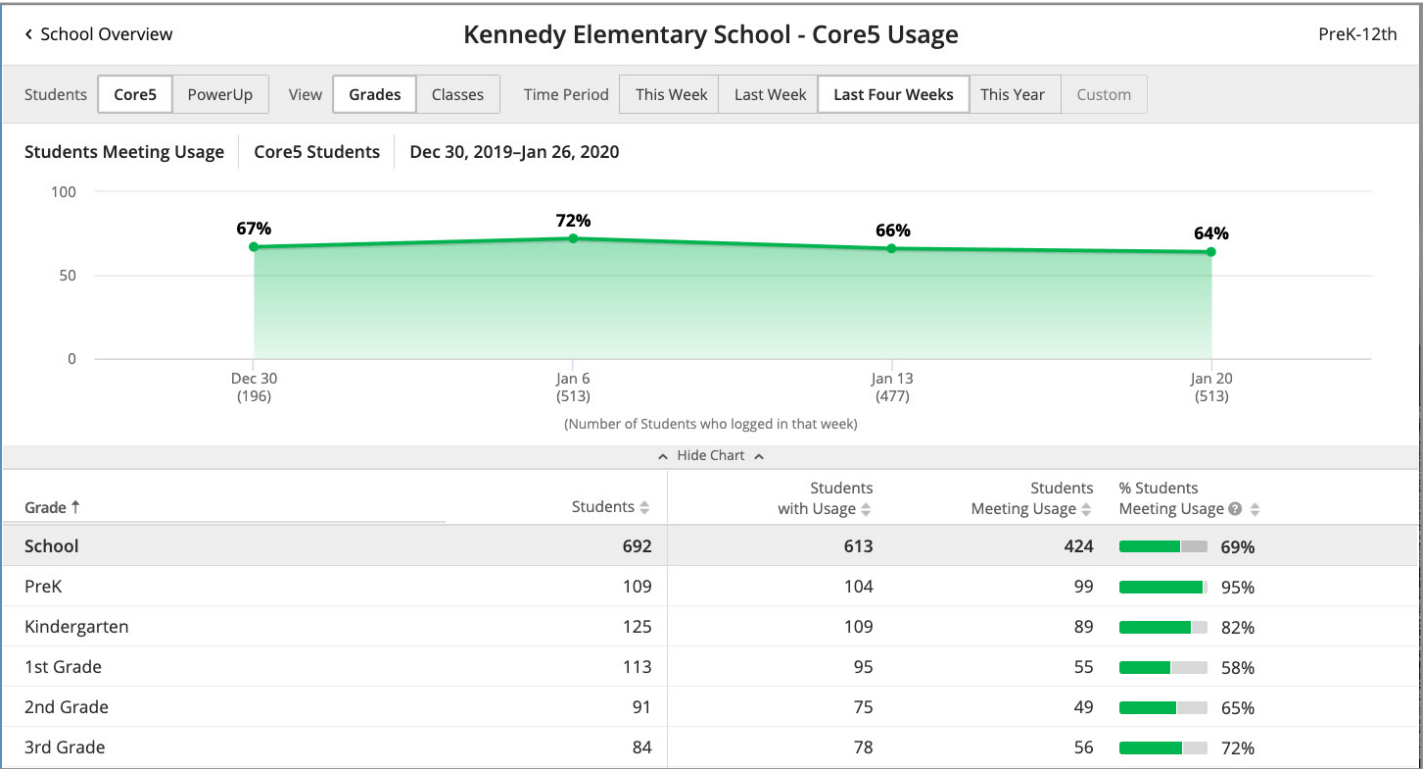 ‹ School Overview
Kennedy Elementary School - Core5 Usage
PreK-12th
Students Core5 PowerUp View Grades Classes Time Period This Week Last Week Last Four Weeks This Year Custom
Students Meeting Usage Core5 Students Dec 30, 2019–Jan 26, 2020
100
67% 72% 66% 64%
50
0
Dec 30 Jan 6 Jan 13 Jan 20
(196) (513) (477) (513)
(Number of Students who logged in that week)
Hide Chart
Students Students % Students
Grade ↑ Students with Usage Meeting Usage Meeting Usage ?
School 692 613 424 69%
PreK 109 104 99 95%
Kindergarten 125 109 89 82%
1st Grade 113 95 55 58%
2nd Grade 91 75 49 65%
3rd Grade 84 78 56 72%